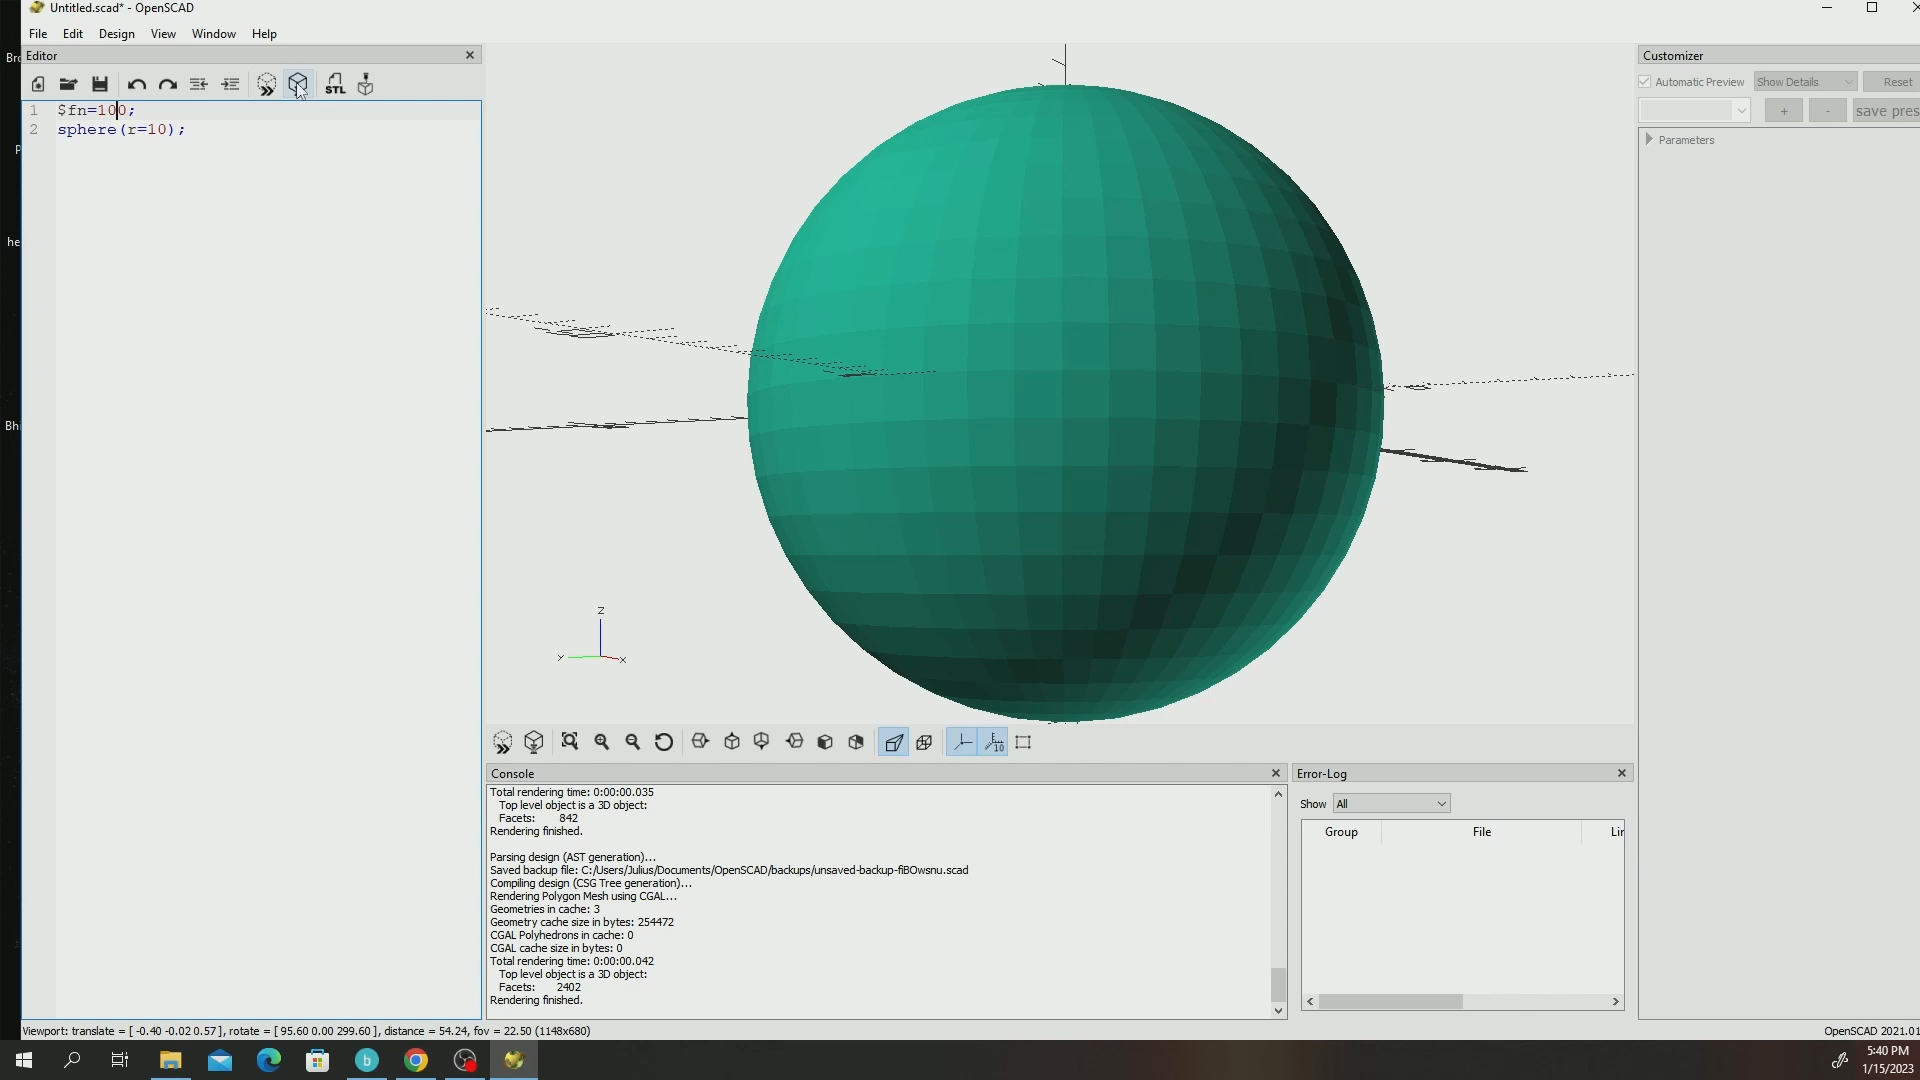 Untitled.scad* - OpenSCAD
File Edit Design View Window Help
Editor
STL
1 $fn=100;
2 sphere(r=10);
Customizer
Automatic Preview Show Details Reset
+ - save pres
Parameters
z
y x
10
Console
Total rendering time: 0:00:00.035
Top level object is a 3D object:
Facets: 842
Rendering finished.
Parsing design (AST generation)...
Saved backup file: C:/Users/Julius/Documents/OpenSCAD/backups/unsaved-backup-fiBOwsnu.scad
Compiling design (CSG Tree generation)...
Rendering Polygon Mesh using CGAL...
Geometries in cache: 3
Geometry cache size in bytes: 254472
CGAL Polyhedrons in cache: 0
CGAL cache size in bytes: 0
Total rendering time: 0:00:00.042
Top level object is a 3D object:
Facets: 2402
Rendering finished.
Error-Log
Show All
Group File Lir
Viewport: translate = [ -0.40 -0.02 0.57 ], rotate = [ 95.60 0.00 299.60 ], distance = 54.24, fov = 22.50 (1148x680)
OpenSCAD 2021.01
Bro
P
he
Bhi
b
5:40 PM
1/15/2023